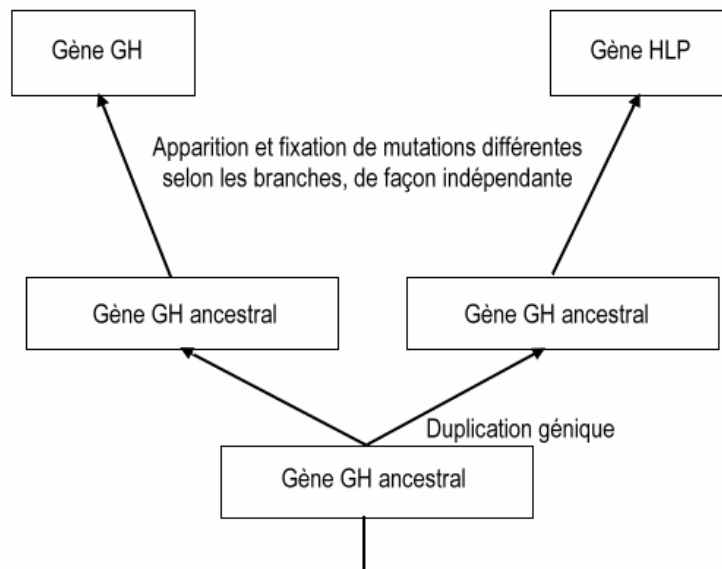 Gène GH
Gène HLP
Apparition et fixation de mutations différentes
selon les branches, de façon indépendante
Gène GH ancestral
Gène GH ancestral
Duplication génique
Gène GH ancestral